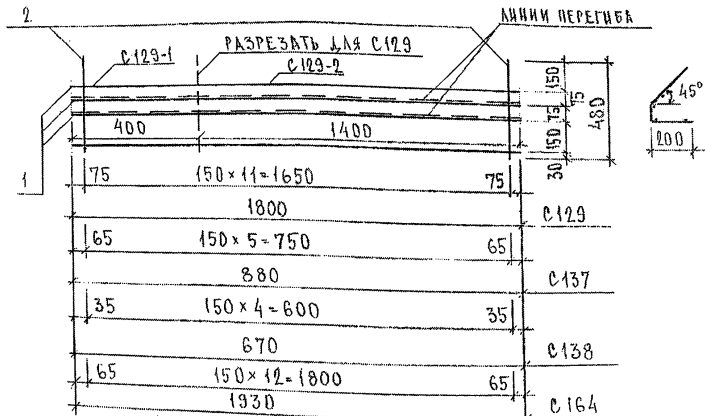 2
ЛИНИИ ПЕРЕГИБА
С129-1
РАЗРЕЗАТЬ ДЛЯ С129
С129-2
400
1400
150
75
75
150
30
480
45°
200
1
75
150 × 11 = 1650
75
1800
С129
65
150 × 5 = 750
65
880
С137
35
150 × 4 = 600
35
670
С138
65
150 × 12 = 1800
65
1930
С164